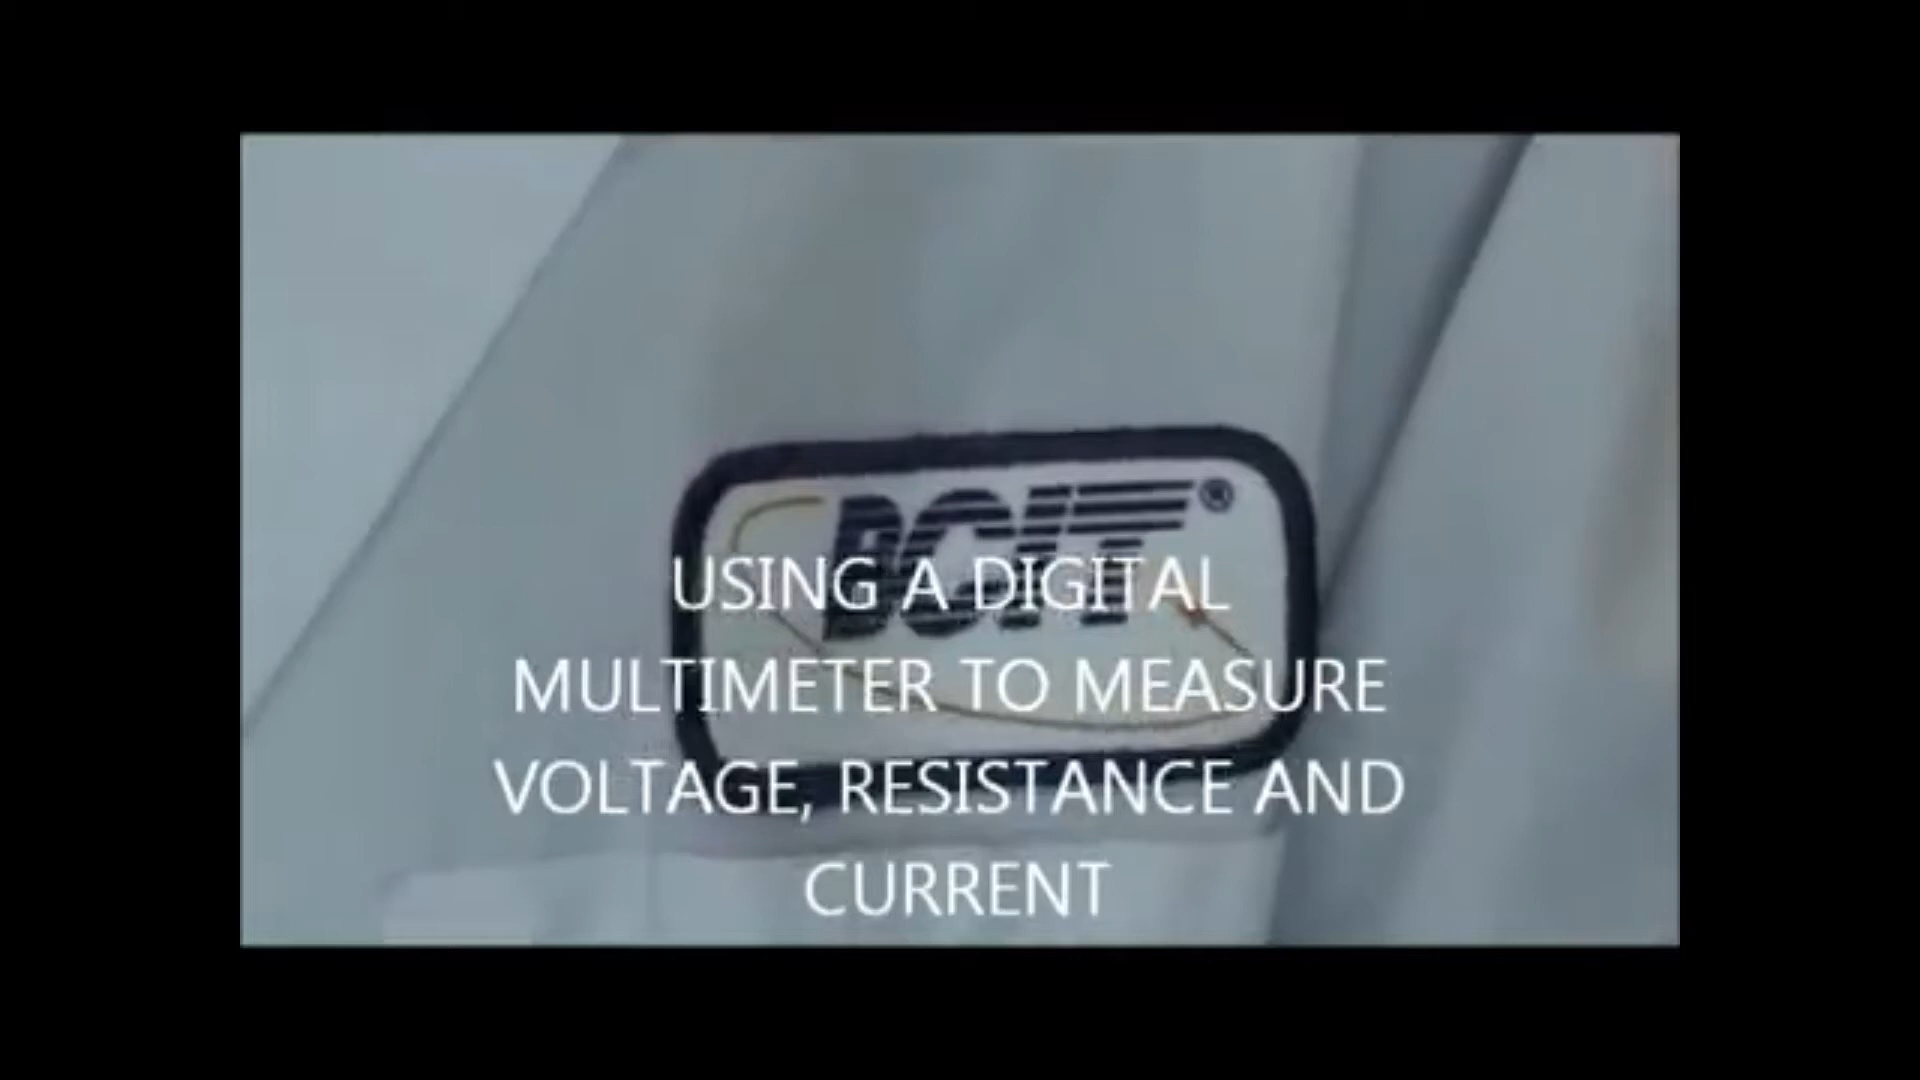 BCIT®
USING A DIGITAL
MULTIMETER TO MEASURE
VOLTAGE, RESISTANCE AND
CURRENT